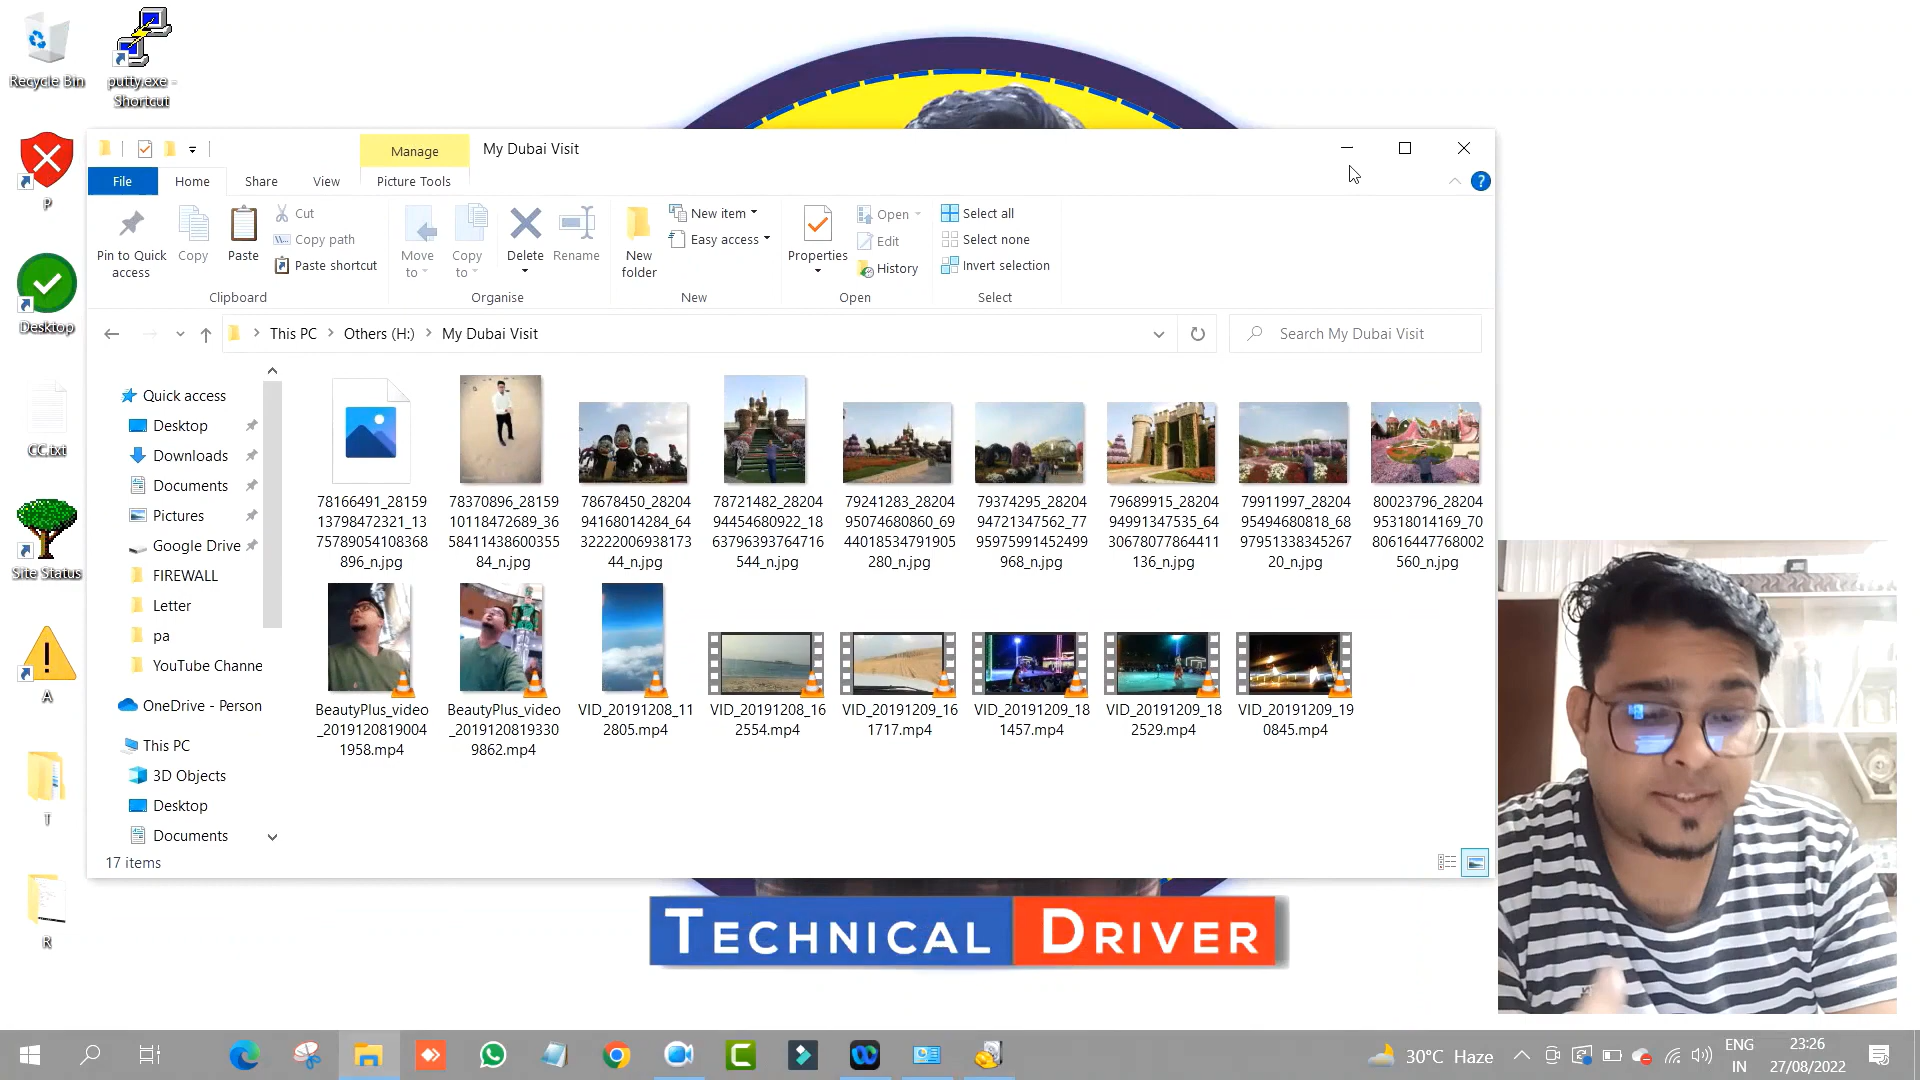 Recycle Bin
putty.exe -
Shortcut
P
Desktop
CC.txt
Site Status
A
T
R
Manage
My Dubai Visit
File
Home
Share
View
Picture Tools
?
Pin to Quick
access
Copy
Paste
Cut
Copy path
Paste shortcut
Clipboard
Move
to
Copy
to
Delete
Rename
Organise
New
folder
New item
Easy access
New
Properties
Open
Edit
History
Open
Select all
Select none
Invert selection
Select
This PC
Others (H:)
My Dubai Visit
Search My Dubai Visit
Quick access
Desktop
Downloads
Documents
Pictures
Google Drive
FIREWALL
Letter
pa
YouTube Channe
OneDrive - Person
This PC
3D Objects
Desktop
Documents
78166491_28159
13798472321_13
75789054108368
896_n.jpg
78370896_28159
10118472689_36
58411438600355
84_n.jpg
78678450_28204
94168014284_64
32222006938173
44_n.jpg
78721482_28204
94454680922_18
63796393764716
544_n.jpg
79241283_28204
95074680860_69
44018534791905
280_n.jpg
79374295_28204
94721347562_77
95975991452499
968_n.jpg
79689915_28204
94991347535_64
30678077864411
136_n.jpg
79911997_28204
95494680818_68
97951338345267
20_n.jpg
80023796_28204
95318014169_70
80616447768002
560_n.jpg
BeautyPlus_video
_2019120819004
1958.mp4
BeautyPlus_video
_2019120819330
9862.mp4
VID_20191208_11
2805.mp4
VID_20191208_16
2554.mp4
VID_20191209_16
1717.mp4
VID_20191209_18
1457.mp4
VID_20191209_18
2529.mp4
VID_20191209_19
0845.mp4
17 items
TECHNICAL DRIVER
30°C Haze
ENG
IN
23:26
27/08/2022